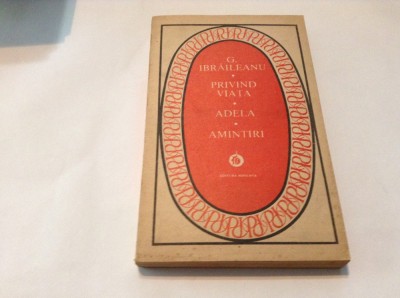 G.
IBRĂILEANU
PRIVIND
VIAȚA
ADELA
AMINTIRI